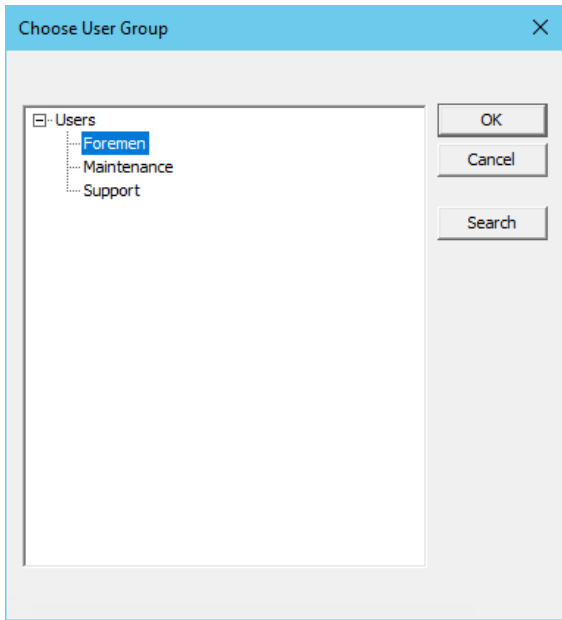 Choose User Group
Users
Foremen
Maintenance
Support
OK
Cancel
Search